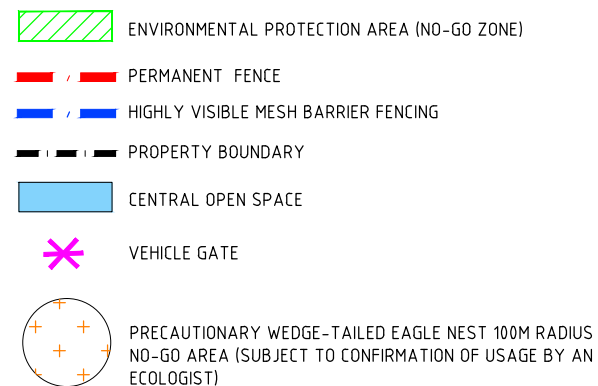 ENVIRONMENTAL PROTECTION AREA (NO-GO ZONE)
PERMANENT FENCE
HIGHLY VISIBLE MESH BARRIER FENCING
PROPERTY BOUNDARY
CENTRAL OPEN SPACE
VEHICLE GATE
PRECAUTIONARY WEDGE-TAILED EAGLE NEST 100M RADIUS
NO-GO AREA (SUBJECT TO CONFIRMATION OF USAGE BY AN
ECOLOGIST)